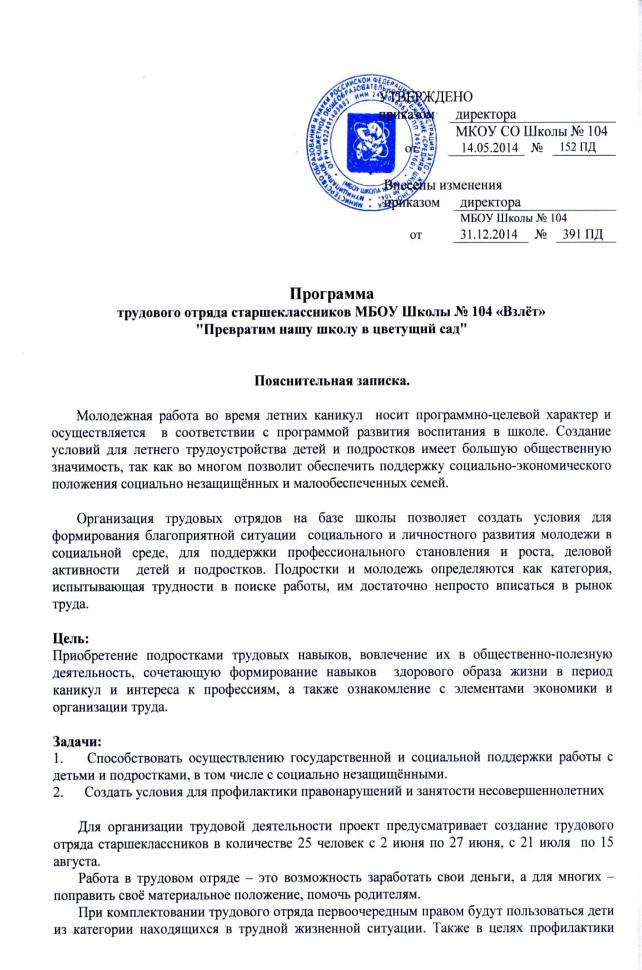 УТВЕРЖДЕНО
приказом директора
МКОУ СО Школы № 104
от 14.05.2014 № 152 ПД
Внесены изменения
приказом директора
МБОУ Школы № 104
от 31.12.2014 № 391 ПД
Программа
трудового отряда старшеклассников МБОУ Школы № 104 «Взлёт»
"Превратим нашу школу в цветущий сад"
Пояснительная записка.
Молодежная работа во время летних каникул носит программно-целевой характер и
осуществляется в соответствии с программой развития воспитания в школе. Создание
условий для летнего трудоустройства детей и подростков имеет большую общественную
значимость, так как во многом позволит обеспечить поддержку социально-экономического
положения социально незащищённых и малообеспеченных семей.
Организация трудовых отрядов на базе школы позволяет создать условия для
формирования благоприятной ситуации социального и личностного развития молодежи в
социальной среде, для поддержки профессионального становления и роста, деловой
активности детей и подростков. Подростки и молодежь определяются как категория,
испытывающая трудности в поиске работы, им достаточно непросто вписаться в рынок
труда.
Цель:
Приобретение подростками трудовых навыков, вовлечение их в общественно-полезную
деятельность, сочетающую формирование навыков здорового образа жизни в период
каникул и интереса к профессиям, а также ознакомление с элементами экономики и
организации труда.
Задачи:
1. Способствовать осуществлению государственной и социальной поддержки работы с
детьми и подростками, в том числе с социально незащищёнными.
2. Создать условия для профилактики правонарушений и занятости несовершеннолетних
Для организации трудовой деятельности проект предусматривает создание трудового
отряда старшеклассников в количестве 25 человек с 2 июня по 27 июня, с 21 июля по 15
августа.
Работа в трудовом отряде – это возможность заработать свои деньги, а для многих –
поправить своё материальное положение, помочь родителям.
При комплектовании трудового отряда первоочередным правом будут пользоваться дети
из категории находящихся в трудной жизненной ситуации. Также в целях профилактики